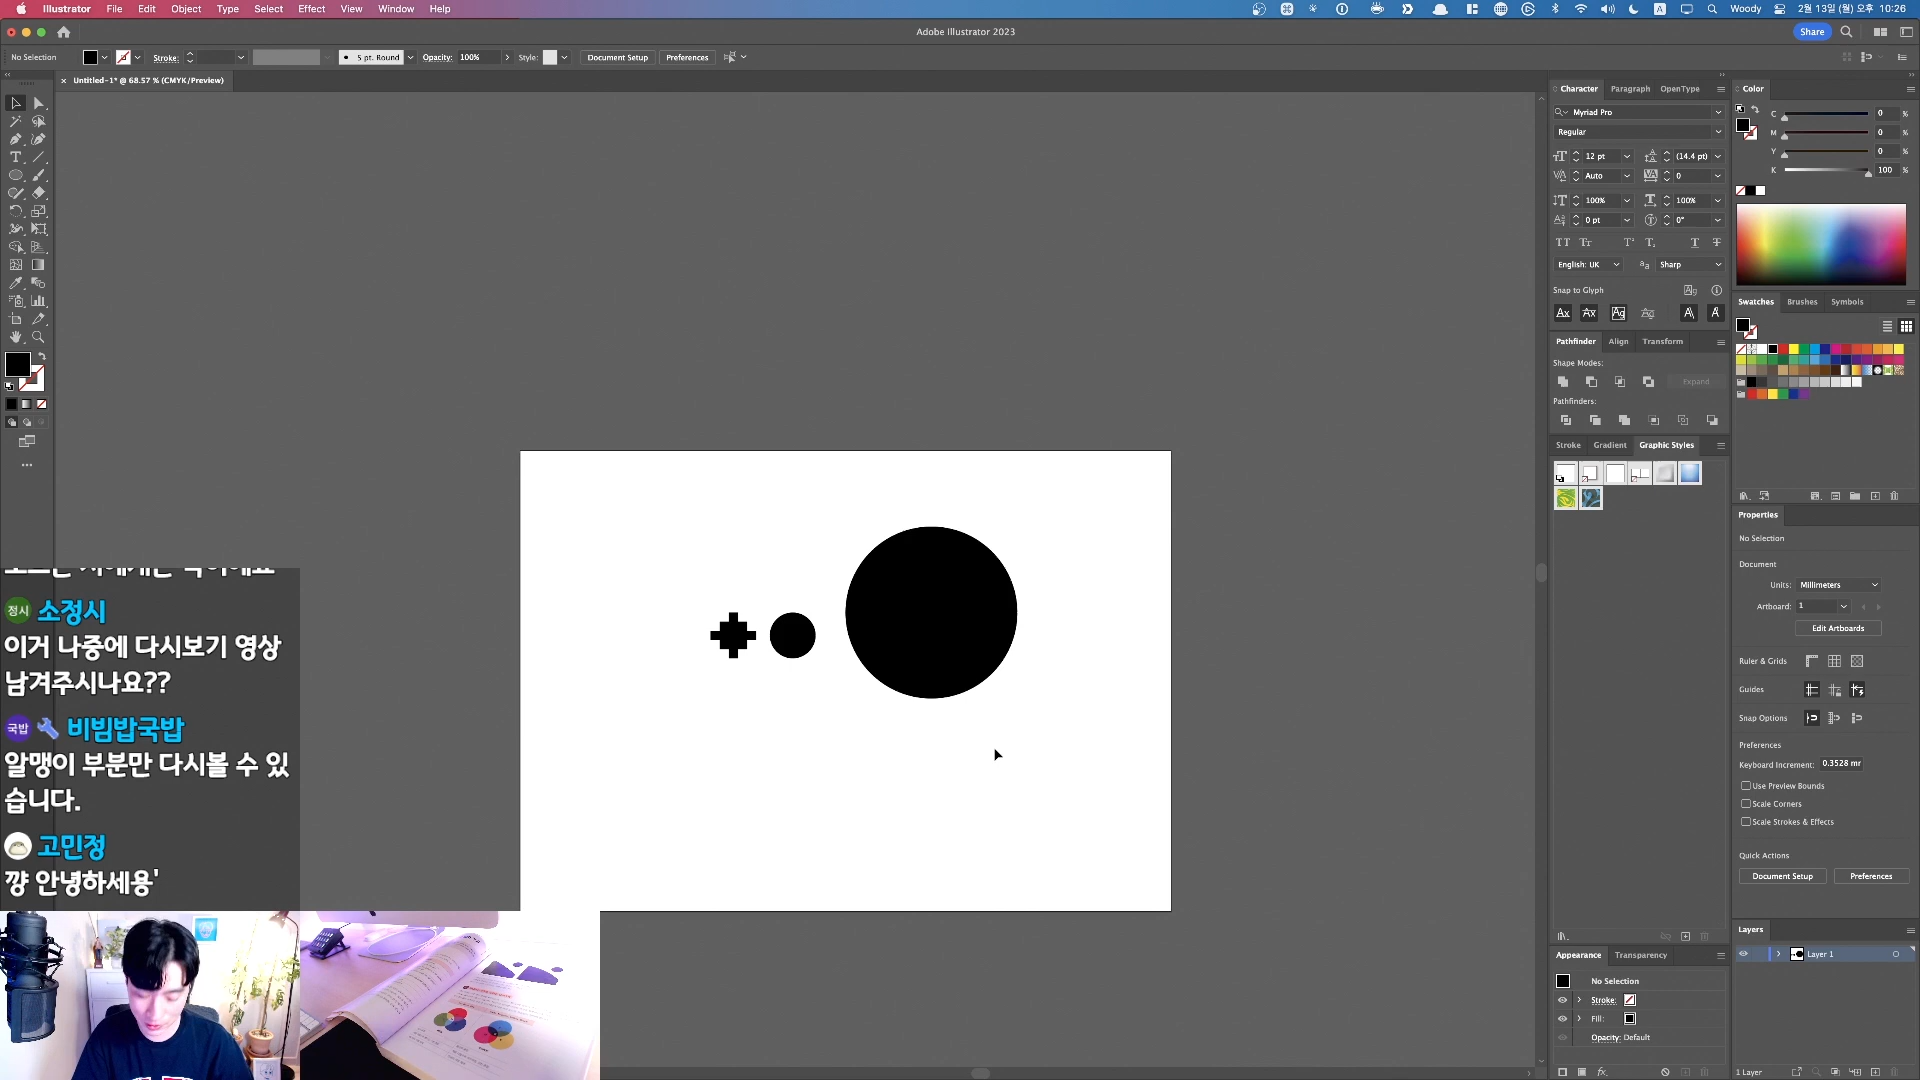 Illustrator File Edit Object Type Select Effect View Window Help
Woody 2월 13일 (월) 오후 10:26
Adobe Illustrator 2023
Share
No Selection
Stroke:
5 pt. Round
Opacity: 100%
Style:
Document Setup
Preferences
Untitled-1* @ 68.57 % (CMYK/Preview)
Character Paragraph OpenType
Myriad Pro
Regular
12 pt (14.4 pt)
Auto 0
100% 100%
0 pt 0°
English: UK Sharp
Snap to Glyph
Pathfinder Align Transform
Shape Modes:
Expand
Pathfinders:
Stroke Gradient Graphic Styles
Appearance Transparency
No Selection
Stroke:
Fill:
Opacity: Default
Color
C 0 %
M 0 %
Y 0 %
K 100 %
Swatches Brushes Symbols
Properties
No Selection
Document
Units: Millimeters
Artboard: 1
Edit Artboards
Ruler & Grids
Guides
Snap Options
Preferences
Keyboard Increment: 0.3528 mr
Use Preview Bounds
Scale Corners
Scale Strokes & Effects
Quick Actions
Document Setup Preferences
Layers
Layer 1
1 Layer
정시 소정시
이거 나중에 다시보기 영상
남겨주시나요??
국밥 비빔밥국밥
알맹이 부분만 다시볼 수 있
습니다.
고민정
꺙 안녕하세용'